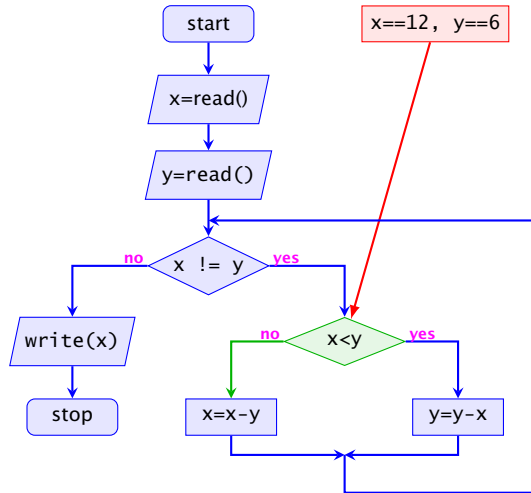 start
x==12, y==6
x=read()
y=read()
no
x != y
yes
write(x)
no
x<y
yes
stop
x=x-y
y=y-x